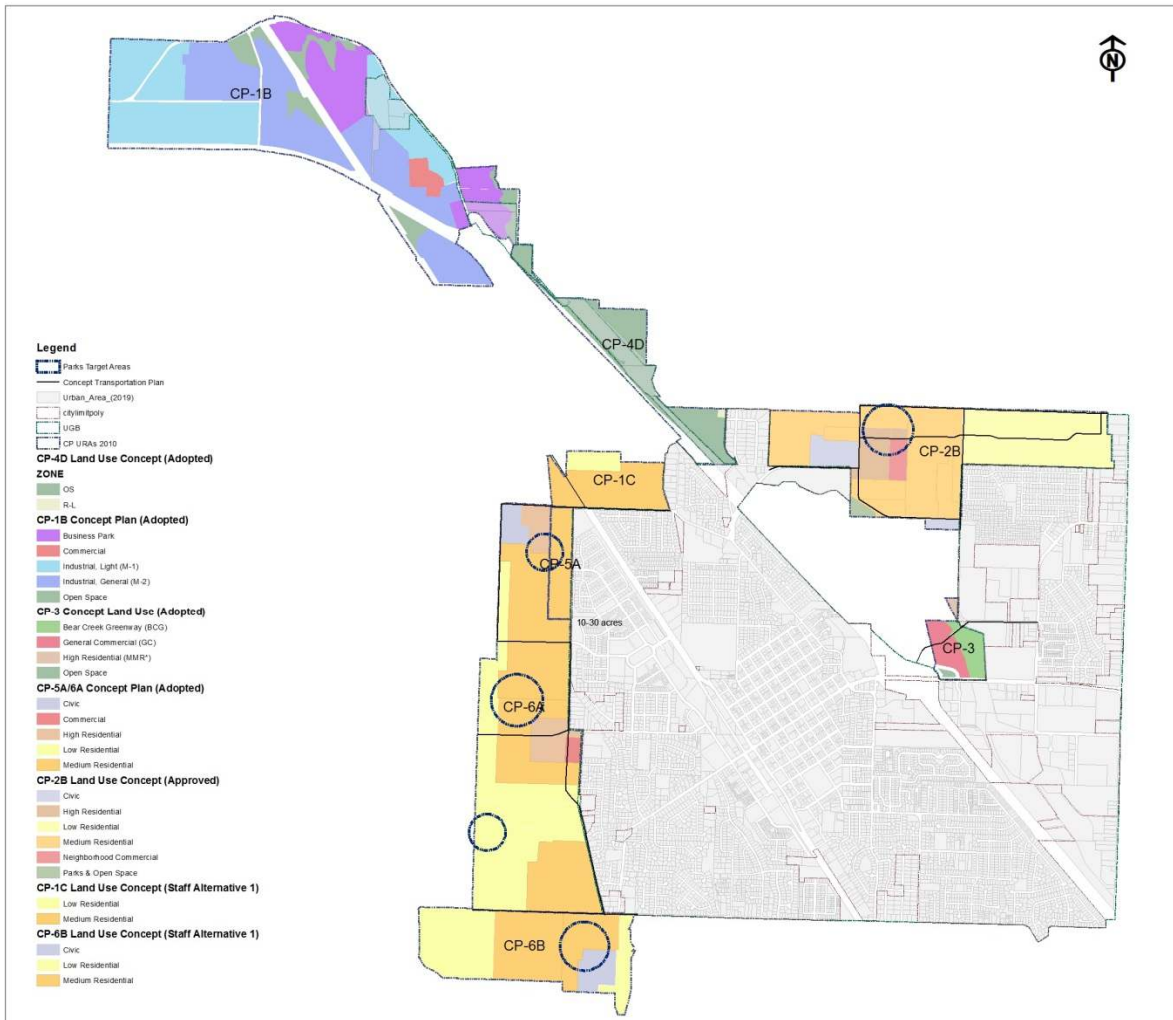 N
CP-1B
CP-4D
CP-2B
CP-1C
CP-5A
10-30 acres
CP-3
CP-6A
CP-6B
Legend
Parks Target Areas
Concept Transportation Plan
Urban_Area_(2019)
citylimitpoly
UGB
CP URAs 2010
CP-4D Land Use Concept (Adopted)
ZONE
OS
R-L
CP-1B Concept Plan (Adopted)
Business Park
Commercial
Industrial, Light (M-1)
Industrial, General (M-2)
Open Space
CP-3 Concept Land Use (Adopted)
Bear Creek Greenway (BCG)
General Commercial (GC)
High Residential (MMR*)
Open Space
CP-5A/6A Concept Plan (Adopted)
Civic
Commercial
High Residential
Low Residential
Medium Residential
CP-2B Land Use Concept (Approved)
Civic
High Residential
Low Residential
Medium Residential
Neighborhood Commercial
Parks & Open Space
CP-1C Land Use Concept (Staff Alternative 1)
Low Residential
Medium Residential
CP-6B Land Use Concept (Staff Alternative 1)
Civic
Low Residential
Medium Residential